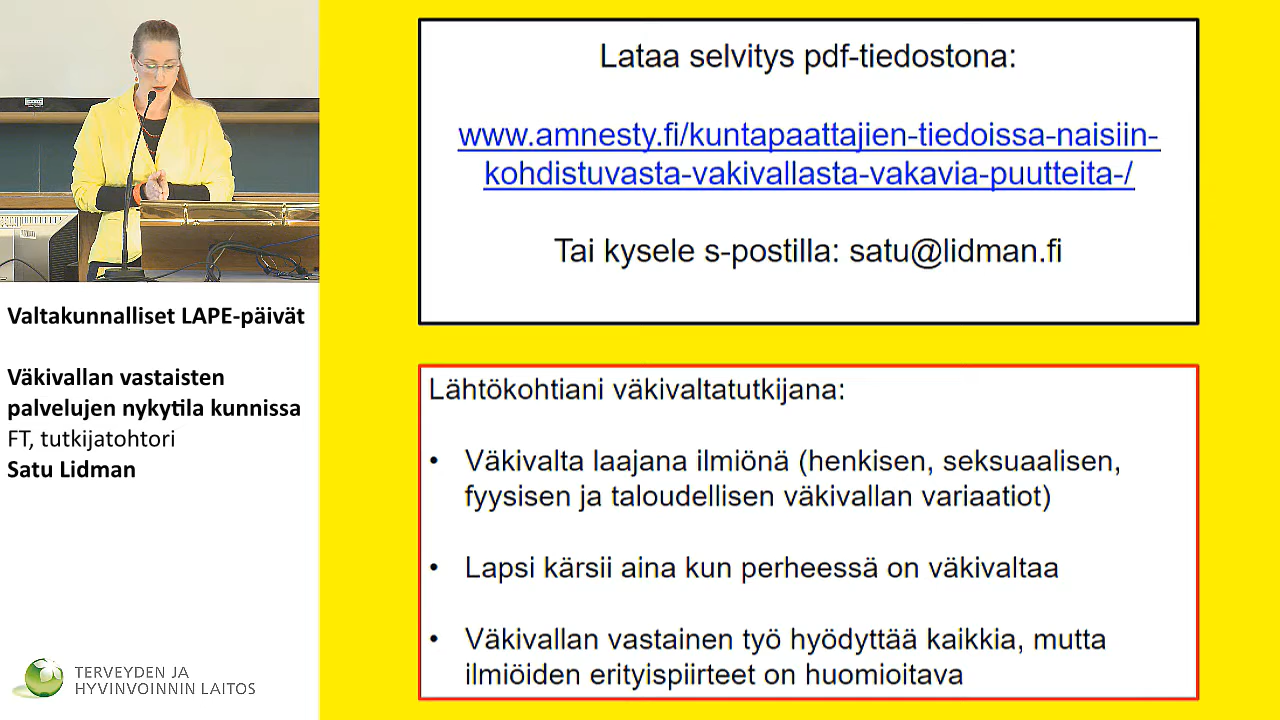 Valtakunnalliset LAPE-päivät
Väkivallan vastaisten
palvelujen nykytila kunnissa
FT, tutkijatohtori
Satu Lidman
TERVEYDEN JA
HYVINVOINNIN LAITOS
Lataa selvitys pdf-tiedostona:
www.amnesty.fi/kuntapaattajien-tiedoissa-naisiin-
kohdistuvasta-vakivallasta-vakavia-puutteita-/
Tai kysele s-postilla: satu@lidman.fi
Lähtökohtiani väkivaltatutkijana:
• Väkivalta laajana ilmiönä (henkisen, seksuaalisen,
fyysisen ja taloudellisen väkivallan variaatiot)
• Lapsi kärsii aina kun perheessä on väkivaltaa
• Väkivallan vastainen työ hyödyttää kaikkia, mutta
ilmiöiden erityispiirteet on huomioitava